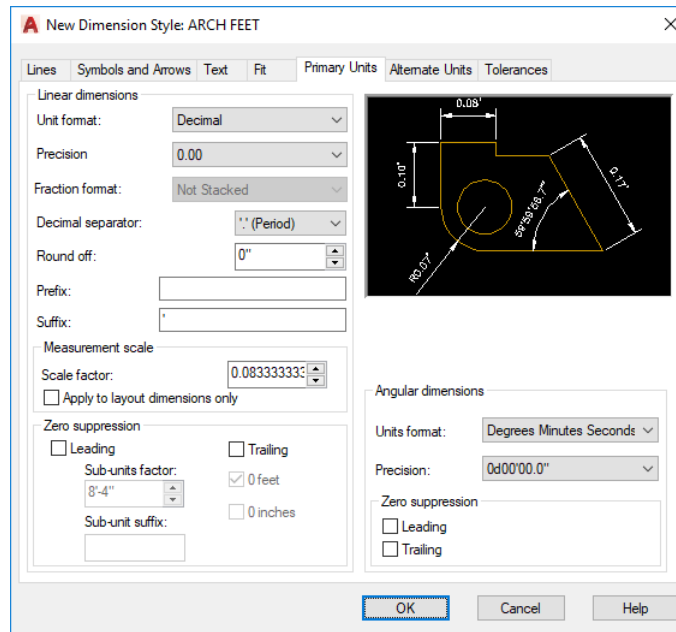 New Dimension Style: ARCH FEET
Lines Symbols and Arrows Text Fit Primary Units Alternate Units Tolerances
Linear dimensions
Unit format: Decimal
Precision 0.00
Fraction format: Not Stacked
Decimal separator: '.' (Period)
Round off: 0"
Prefix:
Suffix: '
Measurement scale
Scale factor: 0.083333333
Apply to layout dimensions only
Zero suppression
Leading
Trailing
Sub-units factor:
8'-4"
0 feet
Sub-unit suffix:
0 inches
0.08'
0.10'
0.17'
59°59'58.7"
R0.07'
Angular dimensions
Units format: Degrees Minutes Seconds
Precision: 0d00'00.0"
Zero suppression
Leading
Trailing
OK Cancel Help